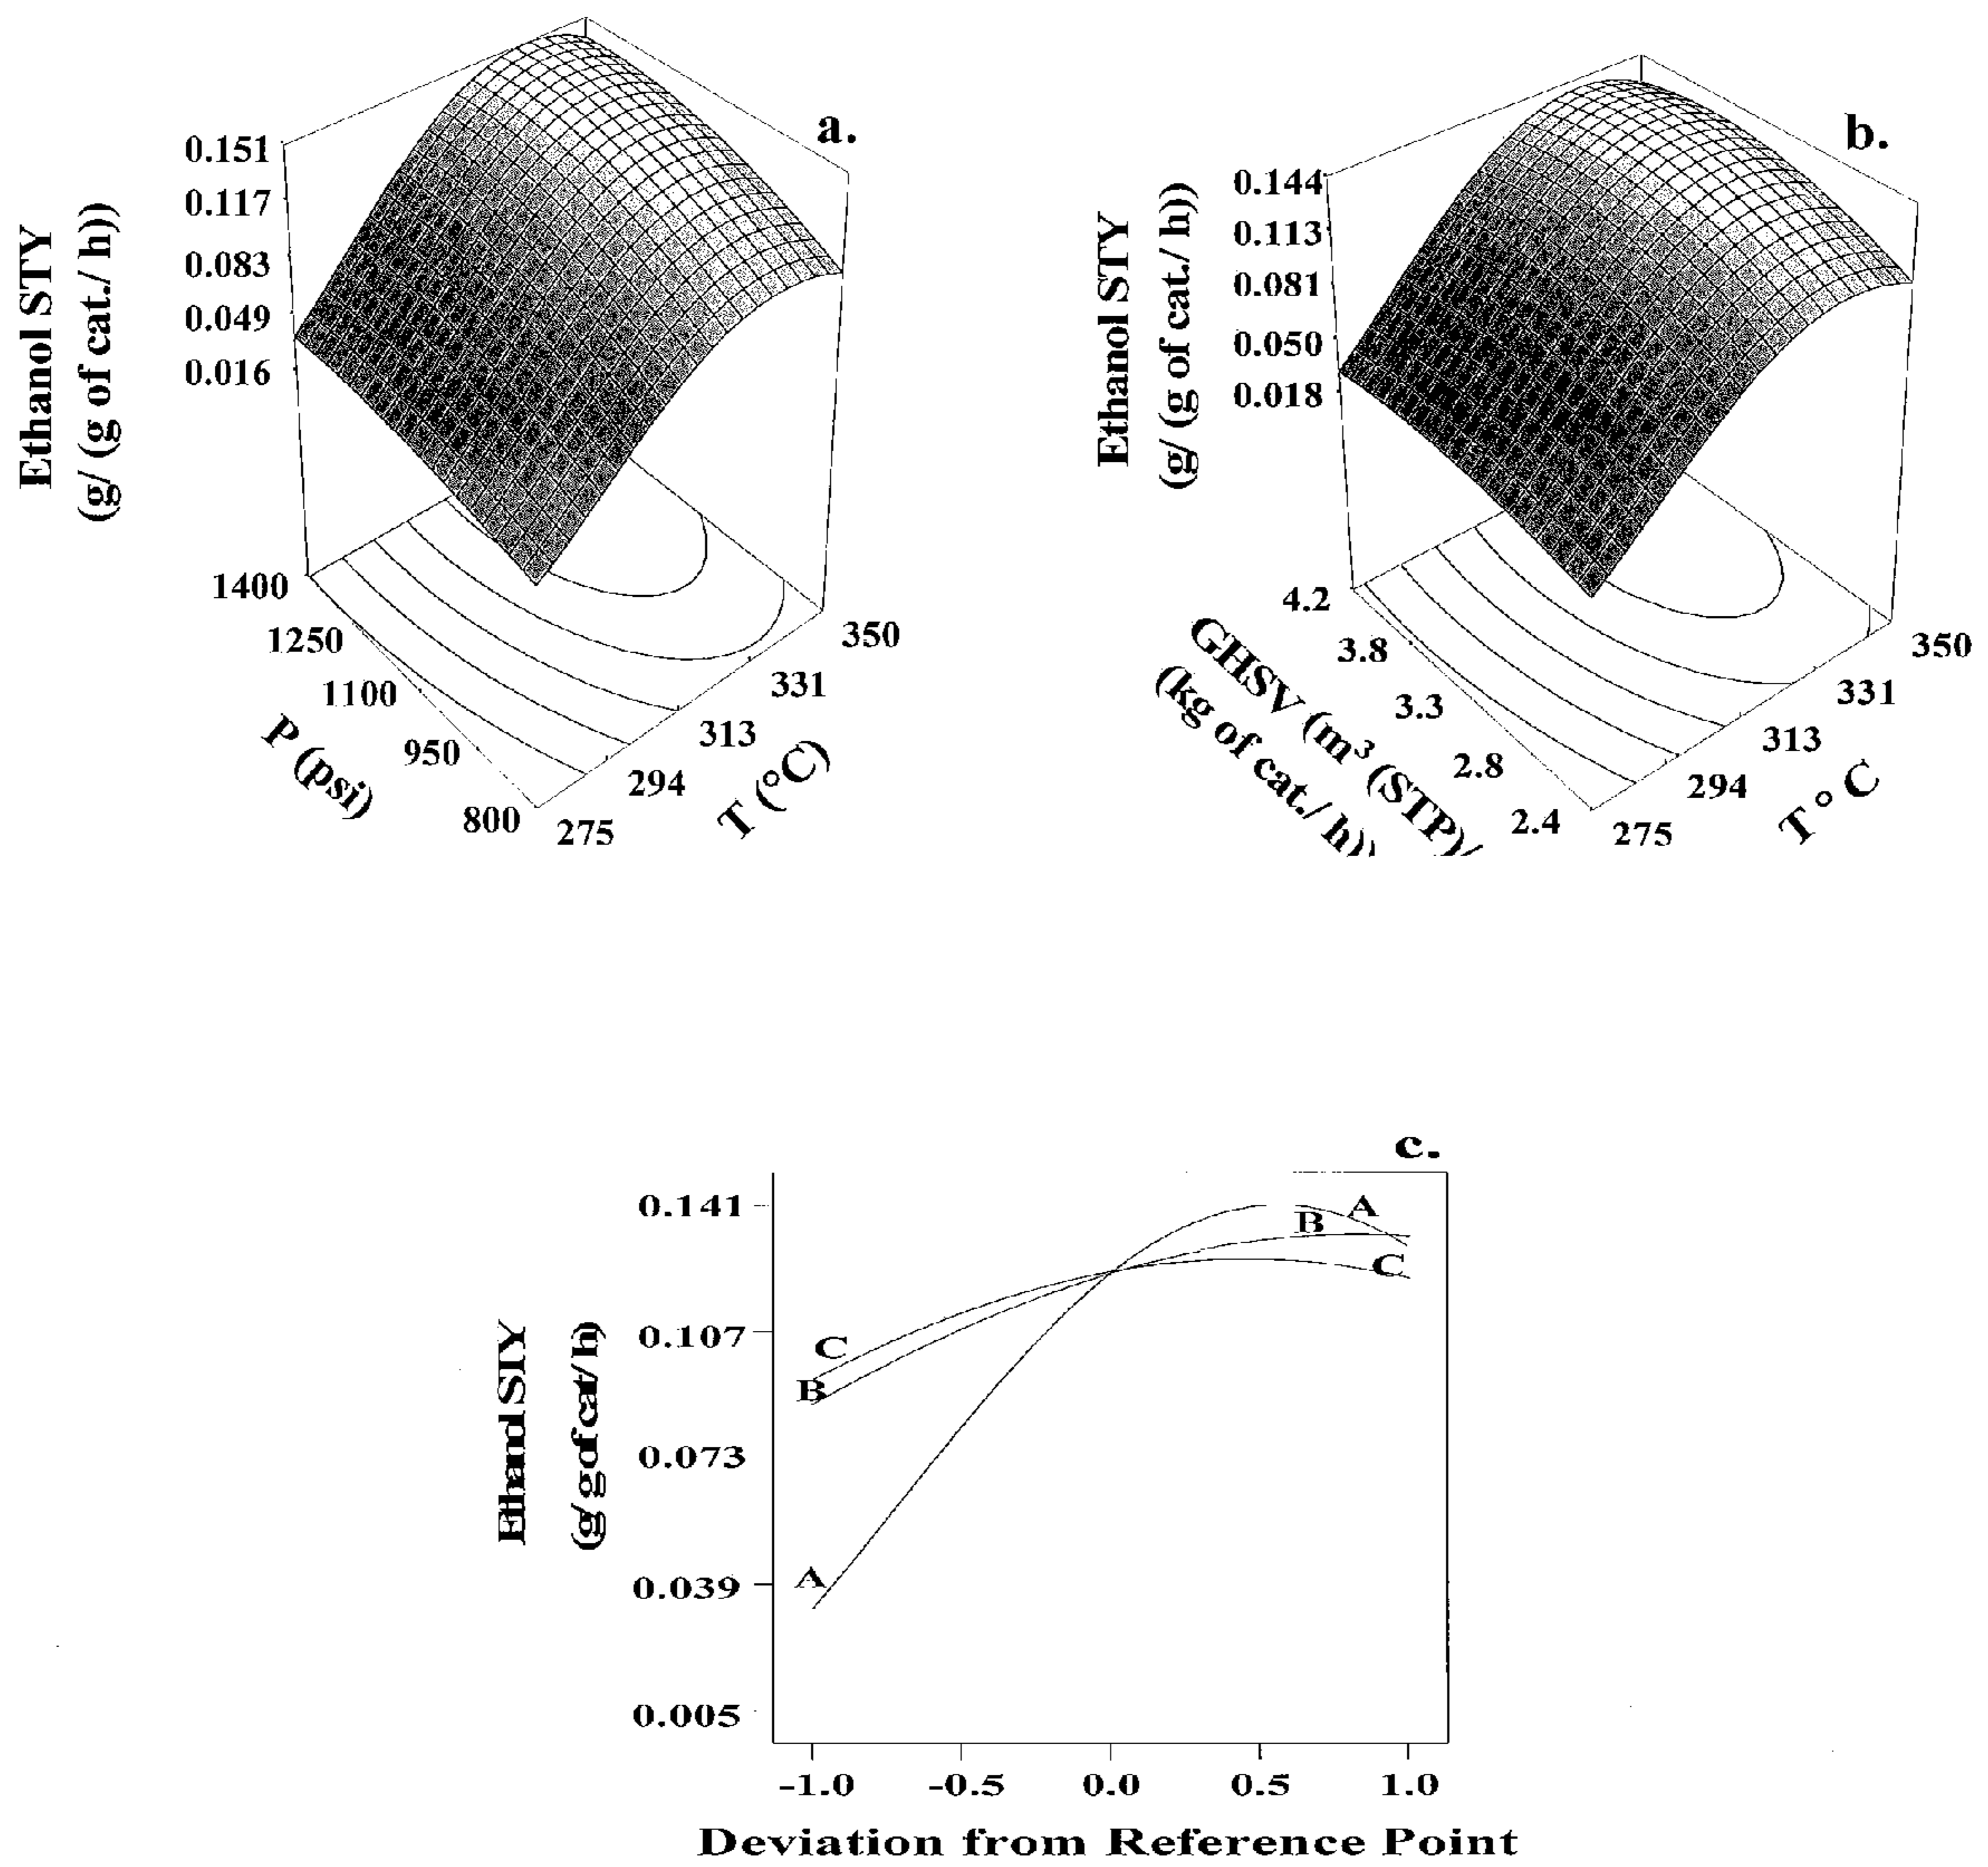 a.
0.151
0.117
0.083
0.049
0.016
Ethanol STY
(g/ (g of cat./ h))
1400
1250
1100
950
800
P (psi)
275
294
313
331
350
T (°C)
b.
0.144
0.113
0.081
0.050
0.018
Ethanol STY
(g/ (g of cat./ h))
4.2
3.8
3.3
2.8
2.4
GHSV (m³ (STP)/
(kg of cat./ h))
275
294
313
331
350
T ° C
c.
0.141
0.107
0.073
0.039
0.005
Ethanol STY
(g/ g of cat/ h)
A
B
C
C
B
A
-1.0 -0.5 0.0 0.5 1.0
Deviation from Reference Point